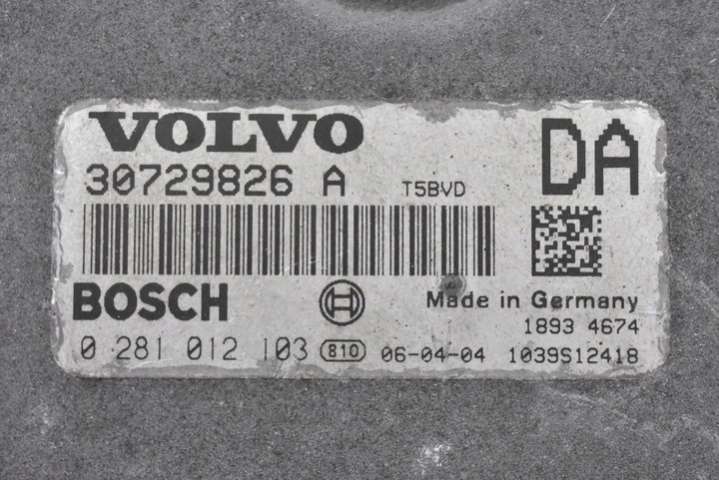 VOLVO
DA
30729826 A T5BVD
BOSCH Made in Germany
1893 4674
0 281 012 103 810 06-04-04 1039S12418